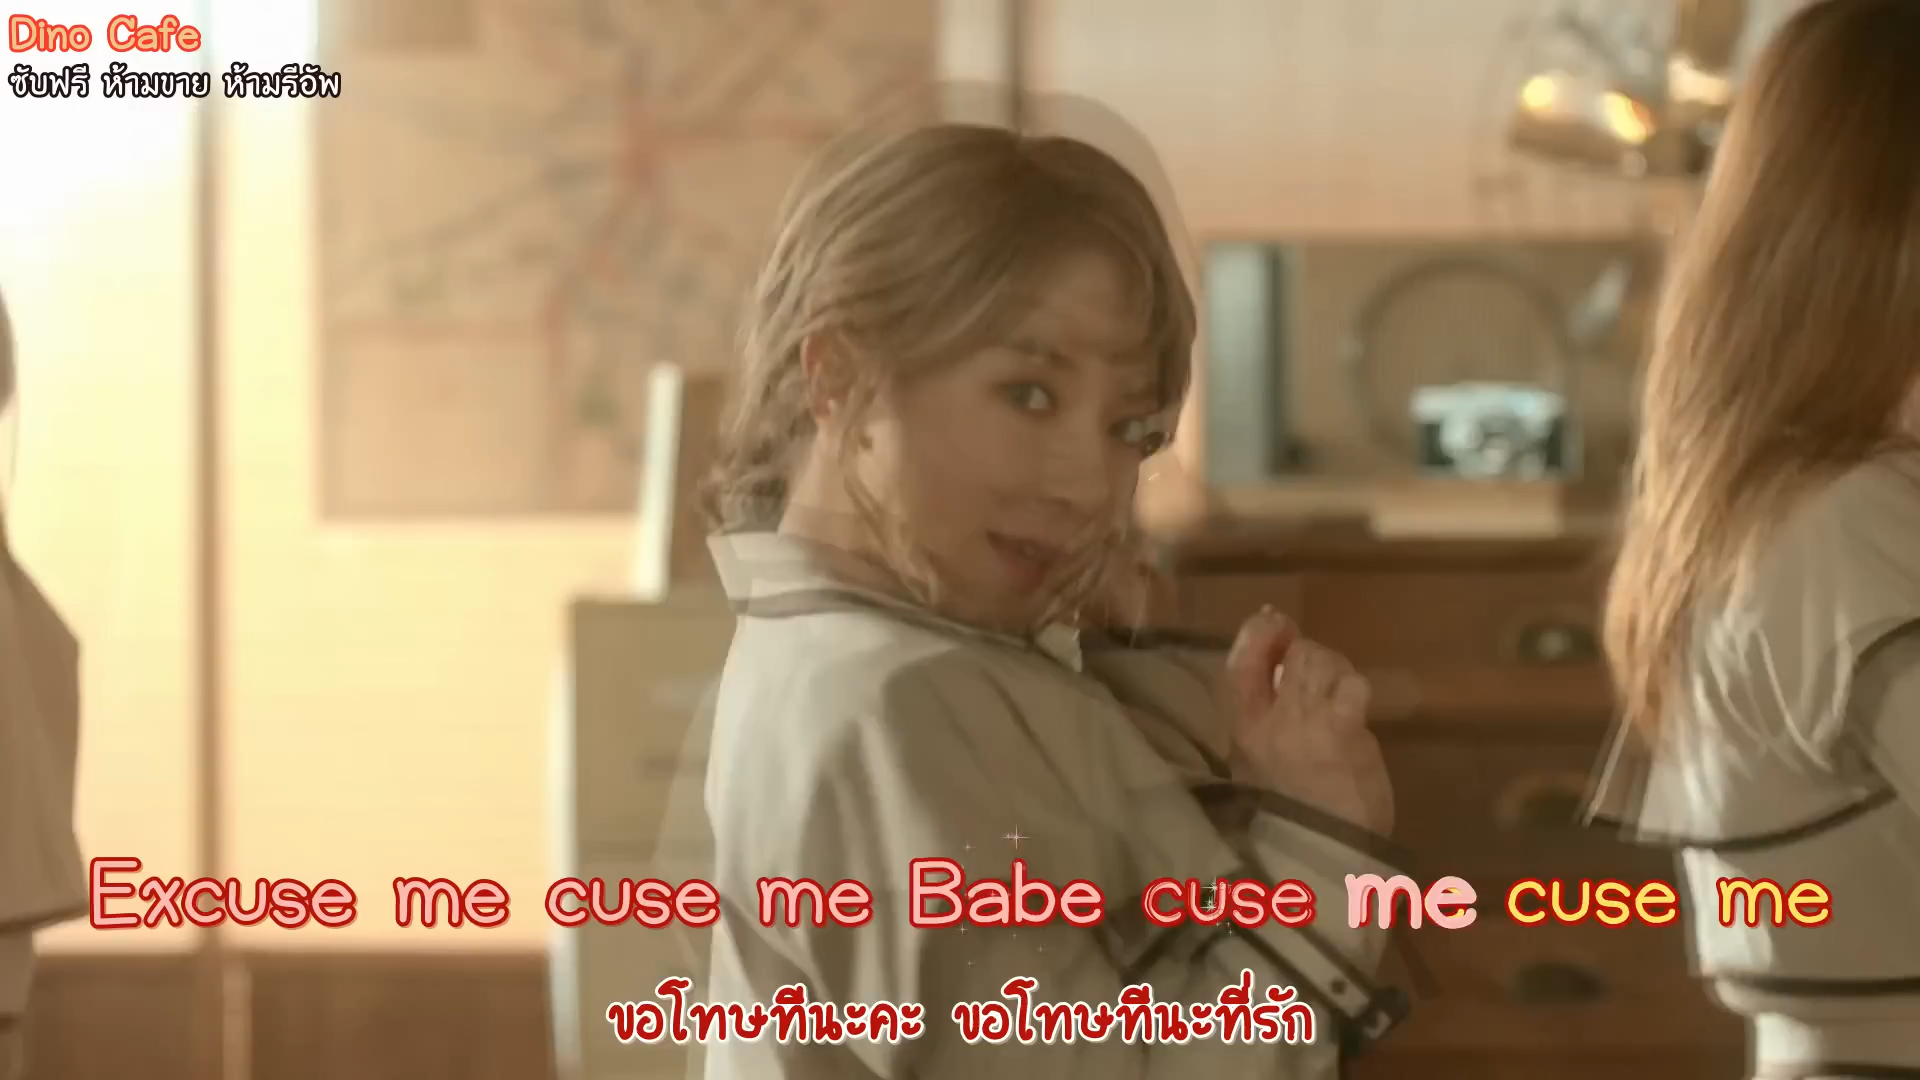 Dino Cafe
ซับฟรี ห้ามขาย ห้ามรีอัพ
Excuse me cuse me Babe cuse me cuse me
ขอโทษทีนะคะ ขอโทษทีนะที่รัก